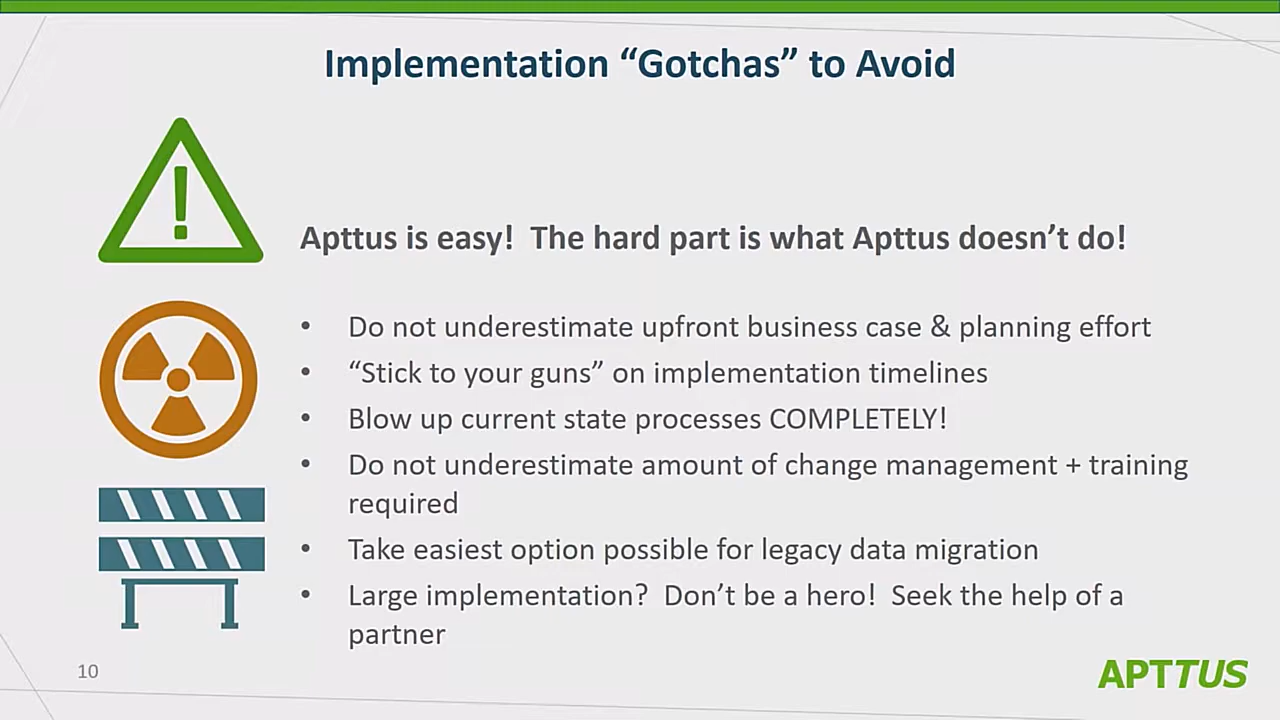 Implementation “Gotchas” to Avoid
Apttus is easy!  The hard part is what Apttus doesn’t do!
• Do not underestimate upfront business case & planning effort
• “Stick to your guns” on implementation timelines
• Blow up current state processes COMPLETELY!
• Do not underestimate amount of change management + training
required
• Take easiest option possible for legacy data migration
• Large implementation?  Don’t be a hero!  Seek the help of a
partner
10
APTTUS